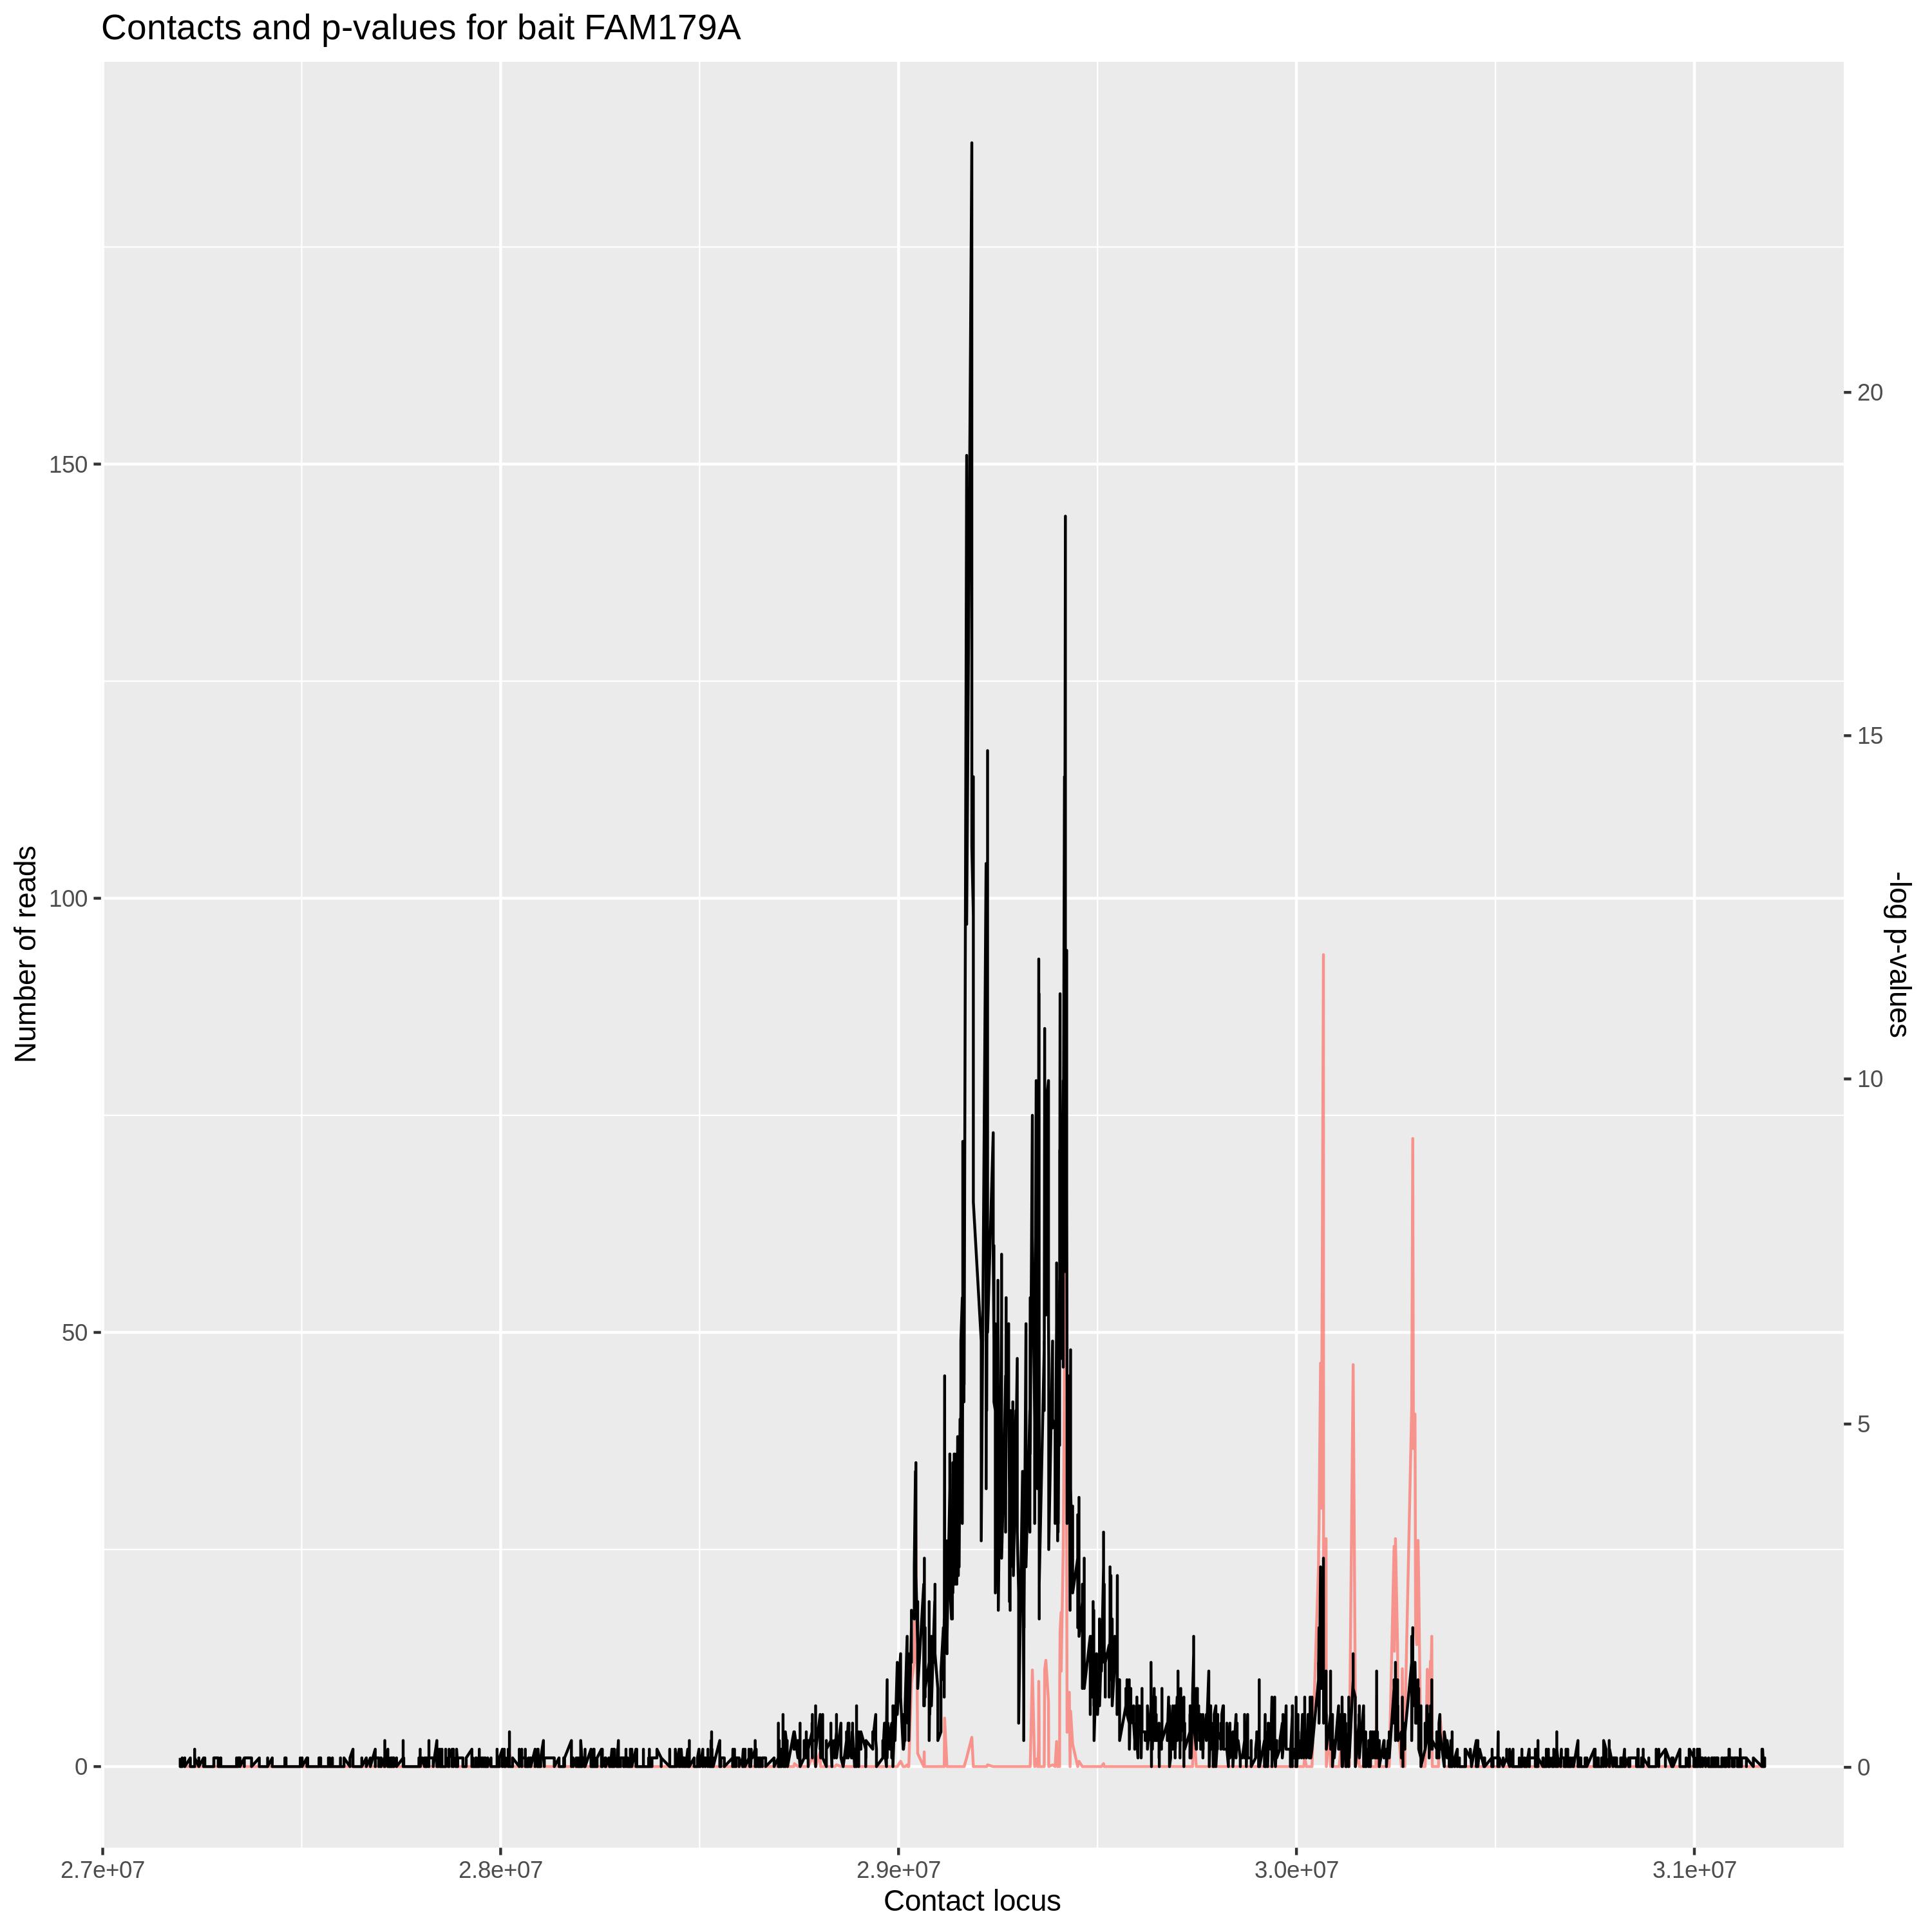 Contacts and p-values for bait FAM179A
Number of reads
150
100
50
0
20
15
10
5
0
-log p-values
2.7e+07
2.8e+07
2.9e+07
3.0e+07
3.1e+07
Contact locus